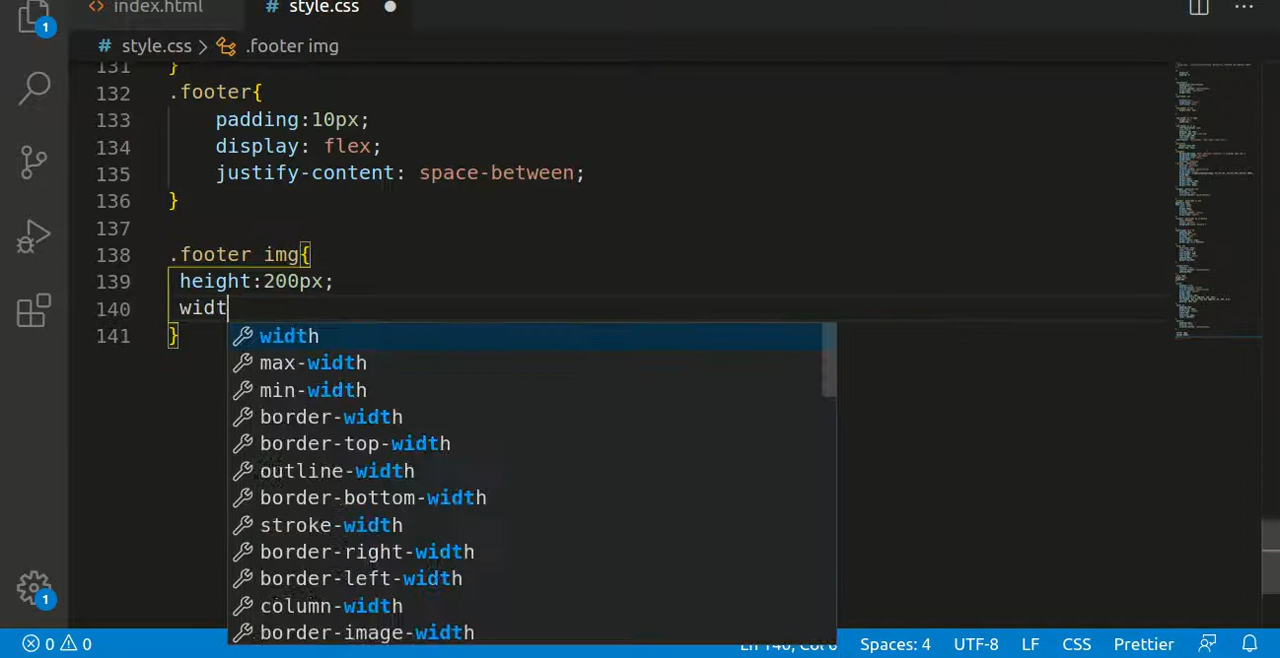 index.html
# style.css
1
# style.css > .footer img
131 }
132 .footer{
133 padding:10px;
134 display: flex;
135 justify-content: space-between;
136 }
137
138 .footer img{
139 height:200px;
140 widt
141 }
width
max-width
min-width
border-width
border-top-width
outline-width
border-bottom-width
stroke-width
border-right-width
border-left-width
column-width
border-image-width
1
0 0 Spaces: 4 UTF-8 LF CSS Prettier